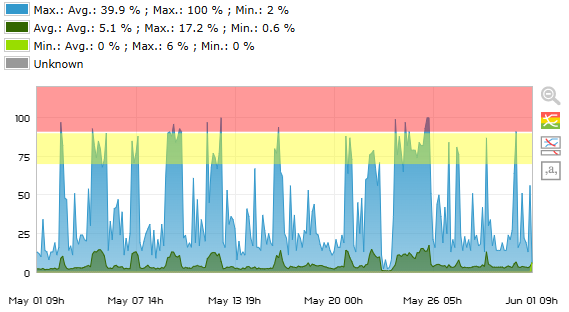 Max.: Avg.: 39.9 % ; Max.: 100 % ; Min.: 2 %
Avg.: Avg.: 5.1 % ; Max.: 17.2 % ; Min.: 0.6 %
Min.: Avg.: 0 % ; Max.: 6 % ; Min.: 0 %
Unknown
100
75
50
25
0
May 01 09h May 07 14h May 13 19h May 20 00h May 26 05h Jun 01 09h